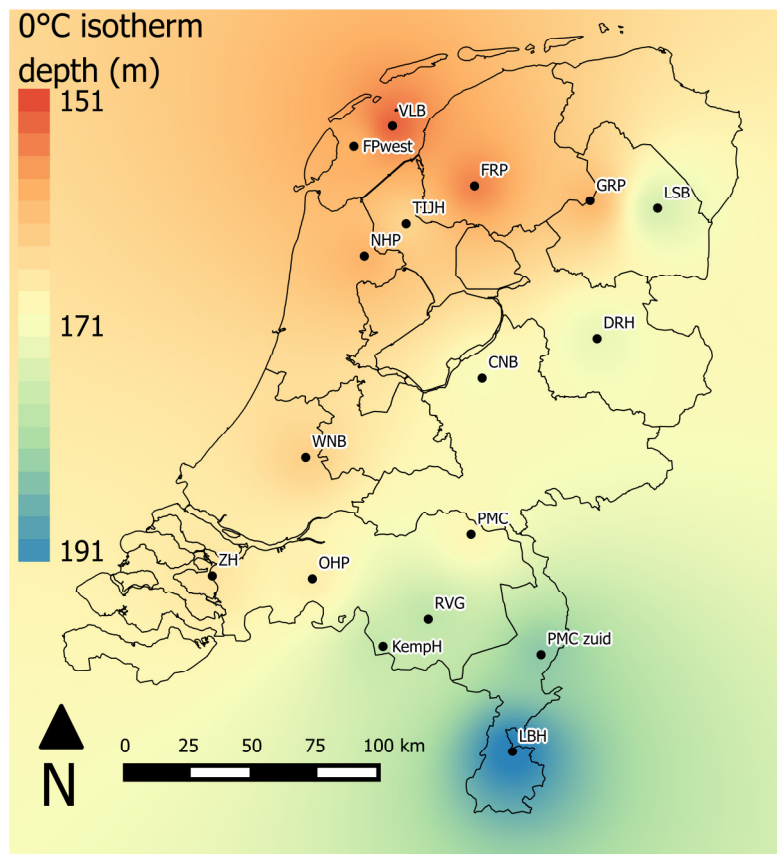 0°C isotherm
depth (m)
151
VLB
FPwest
FRP
GRP
LSB
TIJH
NHP
171
DRH
CNB
WNB
PMC
191
ZH
OHP
RVG
KempH
PMC zuid
LBH
0 25 50 75 100 km
N